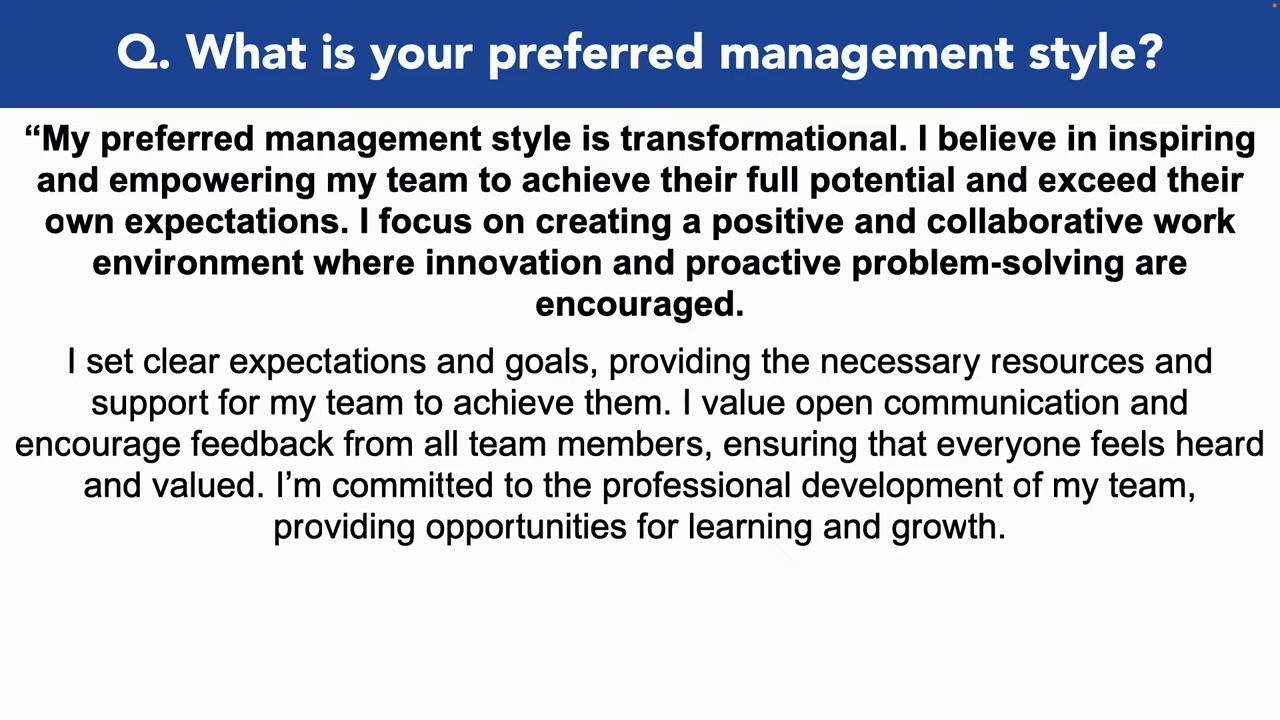 Q. What is your preferred management style?
“My preferred management style is transformational. I believe in inspiring
and empowering my team to achieve their full potential and exceed their
own expectations. I focus on creating a positive and collaborative work
environment where innovation and proactive problem-solving are
encouraged.
I set clear expectations and goals, providing the necessary resources and
support for my team to achieve them. I value open communication and
encourage feedback from all team members, ensuring that everyone feels heard
and valued. I’m committed to the professional development of my team,
providing opportunities for learning and growth.